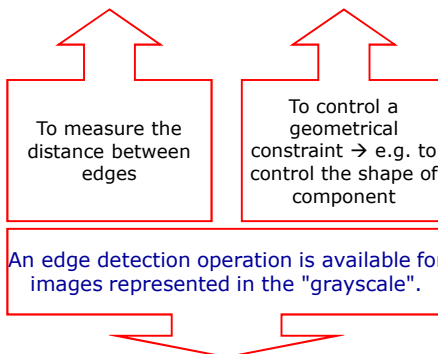 To measure the
distance between
edges
To control a
geometrical
constraint → e.g. to
control the shape of
component
An edge detection operation is available for
images represented in the "grayscale".